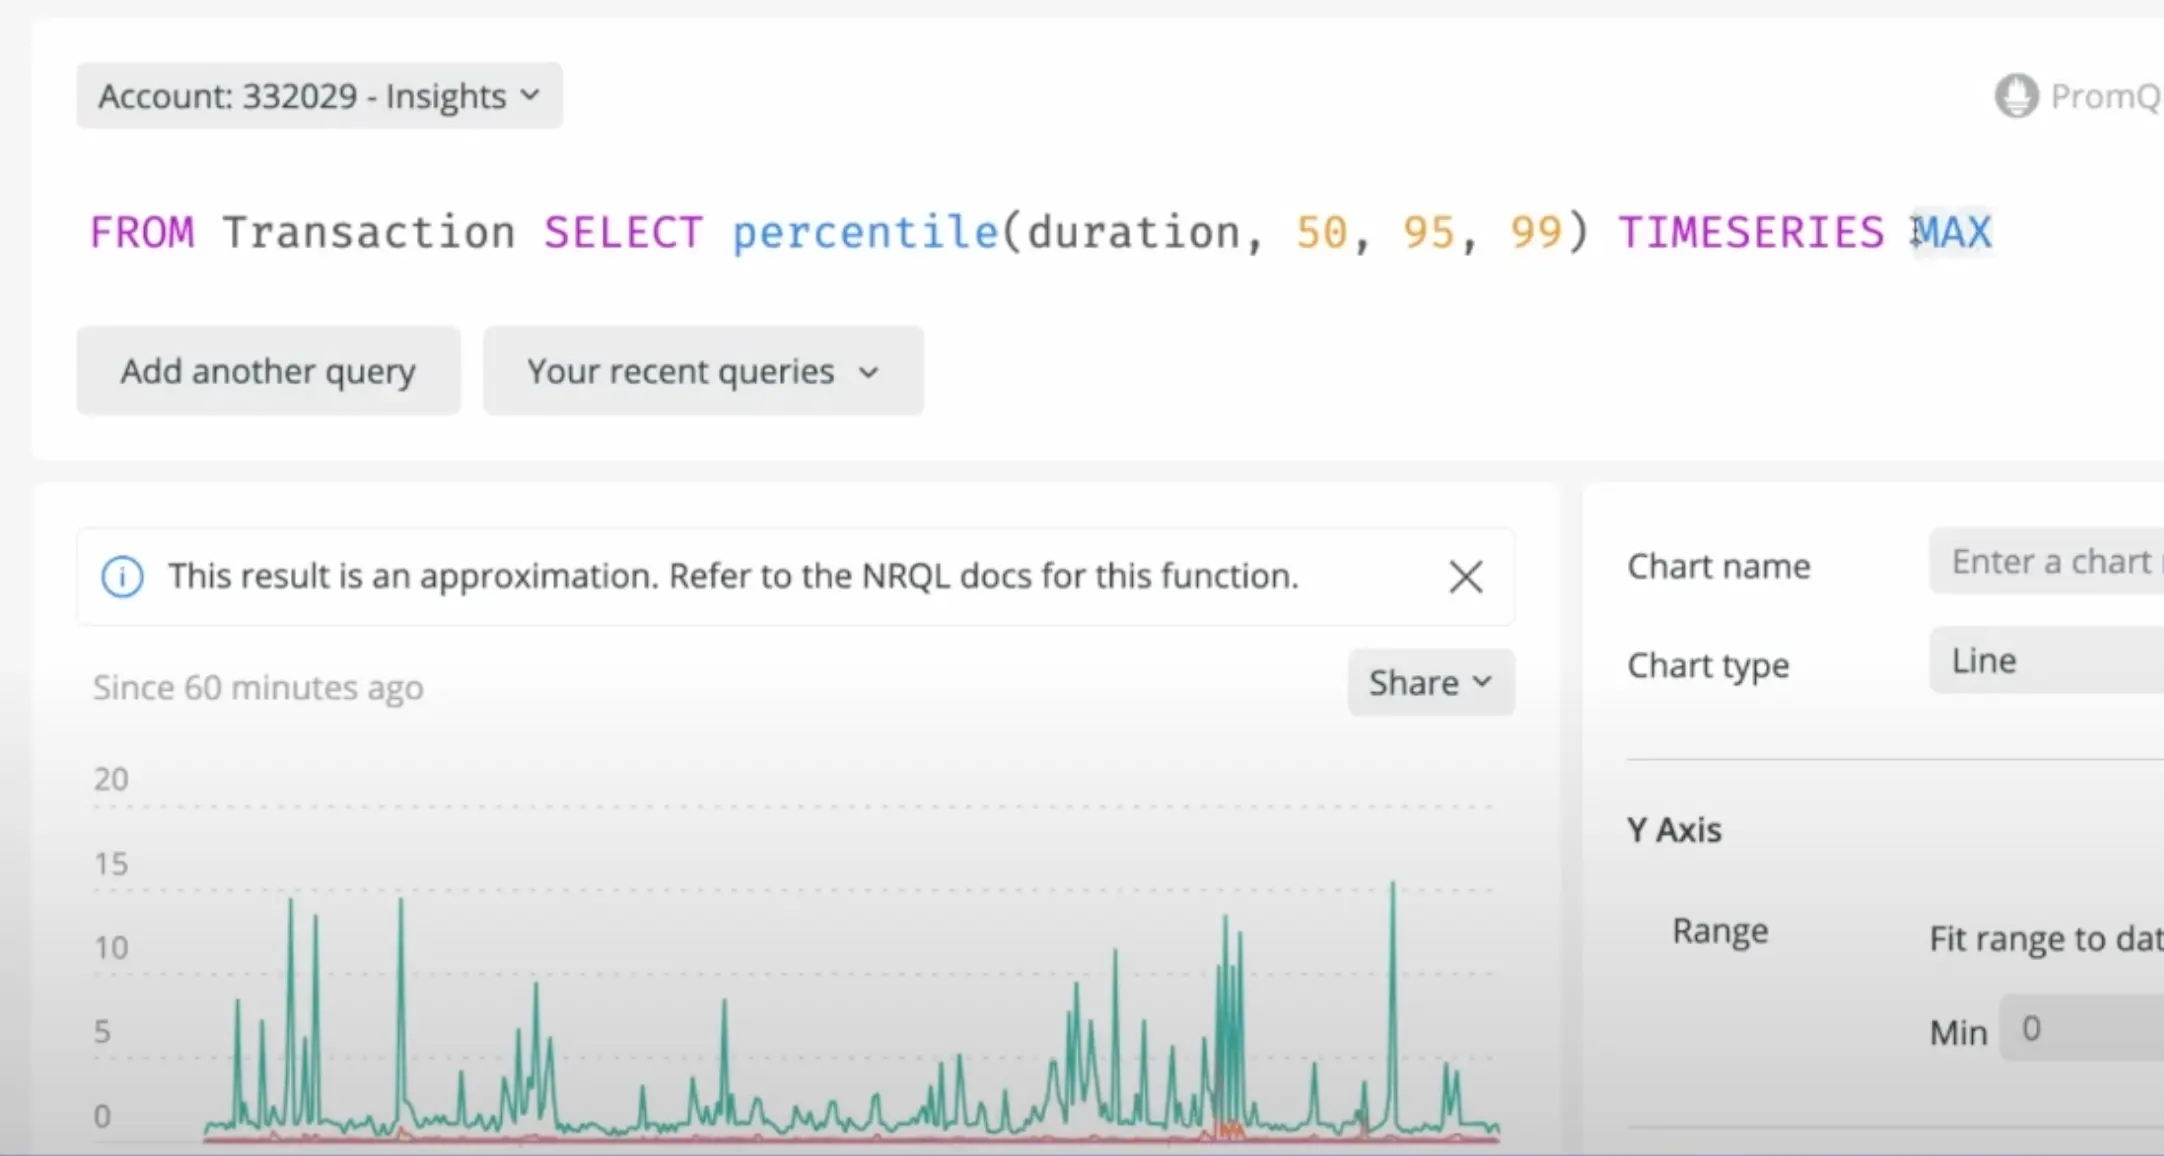 Account: 332029 - Insights
PromQ
FROM Transaction SELECT percentile(duration, 50, 95, 99) TIMESERIES MAX
Add another query
Your recent queries
This result is an approximation. Refer to the NRQL docs for this function.
Since 60 minutes ago
Share
20
15
10
5
0
Chart name
Enter a chart
Chart type
Line
Y Axis
Range
Fit range to dat
Min
0